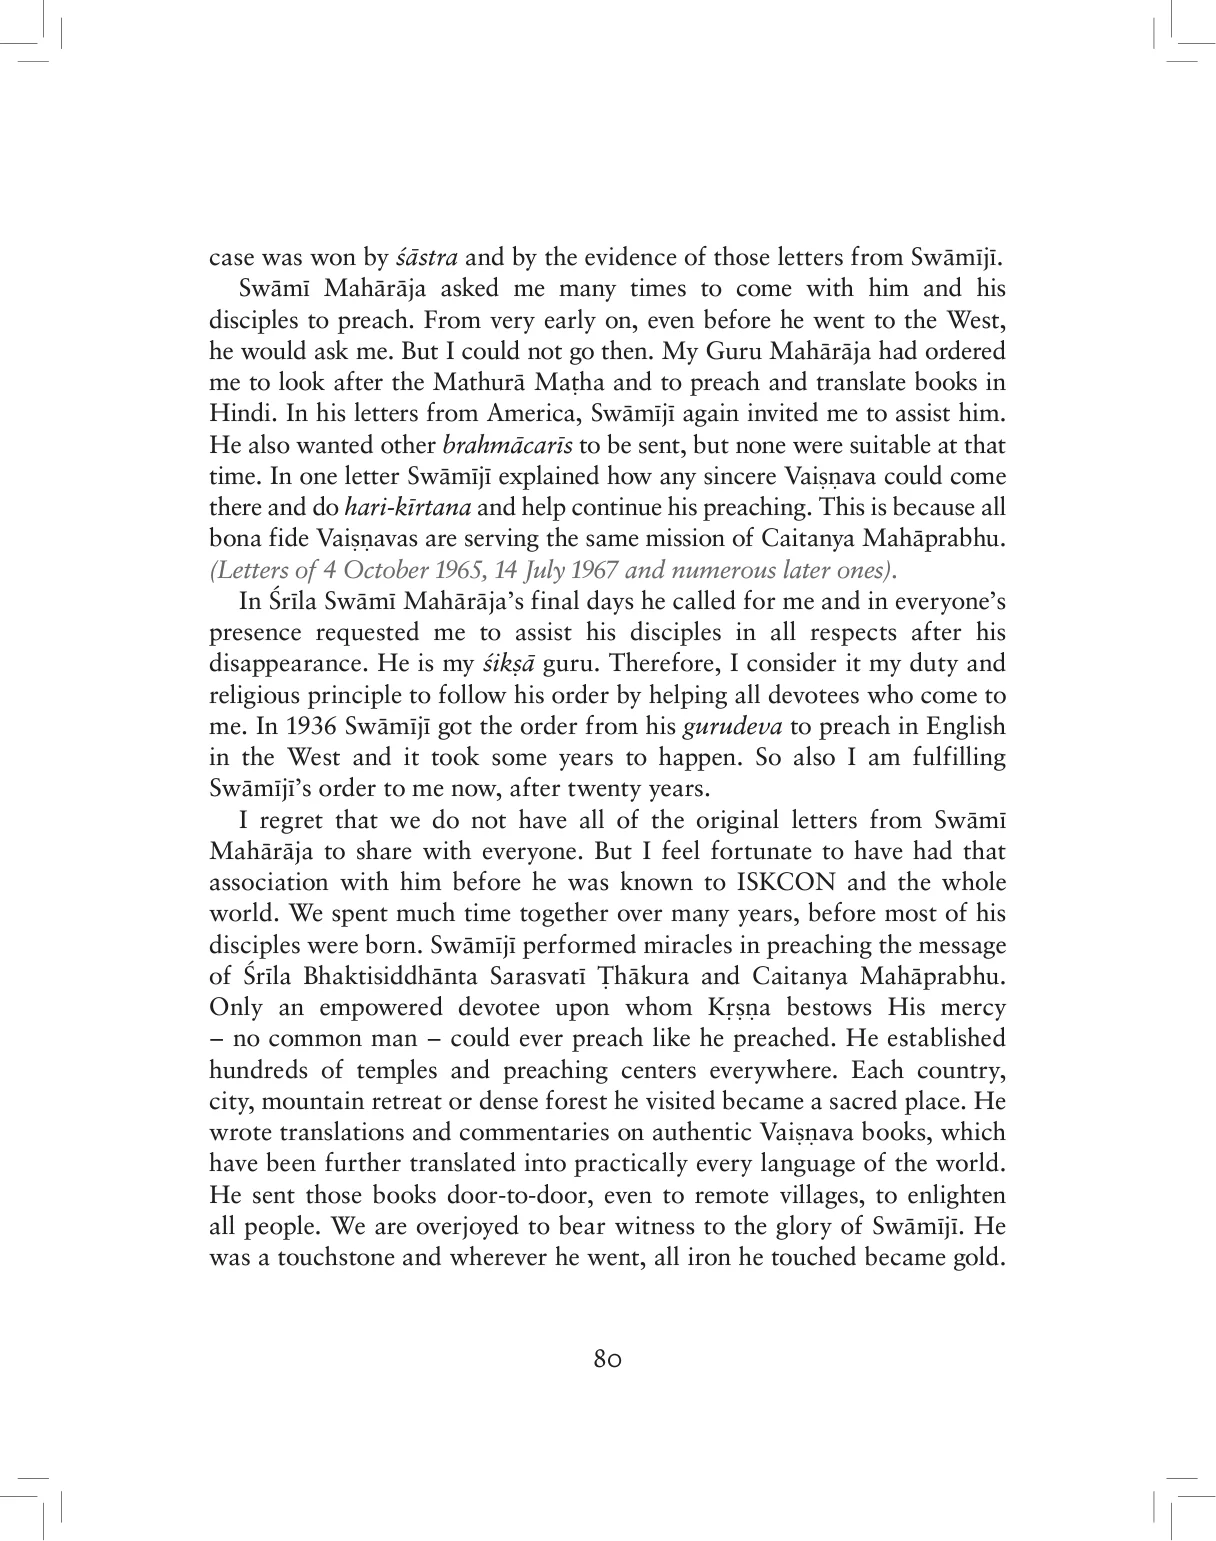 case was won by śāstra and by the evidence of those letters from Swāmījī.
Swāmī Mahārāja asked me many times to come with him and his
disciples to preach. From very early on, even before he went to the West,
he would ask me. But I could not go then. My Guru Mahārāja had ordered
me to look after the Mathurā Maṭha and to preach and translate books in
Hindi. In his letters from America, Swāmījī again invited me to assist him.
He also wanted other brahmācarīs to be sent, but none were suitable at that
time. In one letter Swāmījī explained how any sincere Vaiṣṇava could come
there and do hari-kīrtana and help continue his preaching. This is because all
bona fide Vaiṣṇavas are serving the same mission of Caitanya Mahāprabhu.
(Letters of 4 October 1965, 14 July 1967 and numerous later ones).
In Śrīla Swāmī Mahārāja’s final days he called for me and in everyone’s
presence requested me to assist his disciples in all respects after his
disappearance. He is my śikṣā guru. Therefore, I consider it my duty and
religious principle to follow his order by helping all devotees who come to
me. In 1936 Swāmījī got the order from his gurudeva to preach in English
in the West and it took some years to happen. So also I am fulfilling
Swāmījī’s order to me now, after twenty years.
I regret that we do not have all of the original letters from Swāmī
Mahārāja to share with everyone. But I feel fortunate to have had that
association with him before he was known to ISKCON and the whole
world. We spent much time together over many years, before most of his
disciples were born. Swāmījī performed miracles in preaching the message
of Śrīla Bhaktisiddhānta Sarasvatī Ṭhākura and Caitanya Mahāprabhu.
Only an empowered devotee upon whom Kṛṣṇa bestows His mercy
– no common man – could ever preach like he preached. He established
hundreds of temples and preaching centers everywhere. Each country,
city, mountain retreat or dense forest he visited became a sacred place. He
wrote translations and commentaries on authentic Vaiṣṇava books, which
have been further translated into practically every language of the world.
He sent those books door-to-door, even to remote villages, to enlighten
all people. We are overjoyed to bear witness to the glory of Swāmījī. He
was a touchstone and wherever he went, all iron he touched became gold.
80